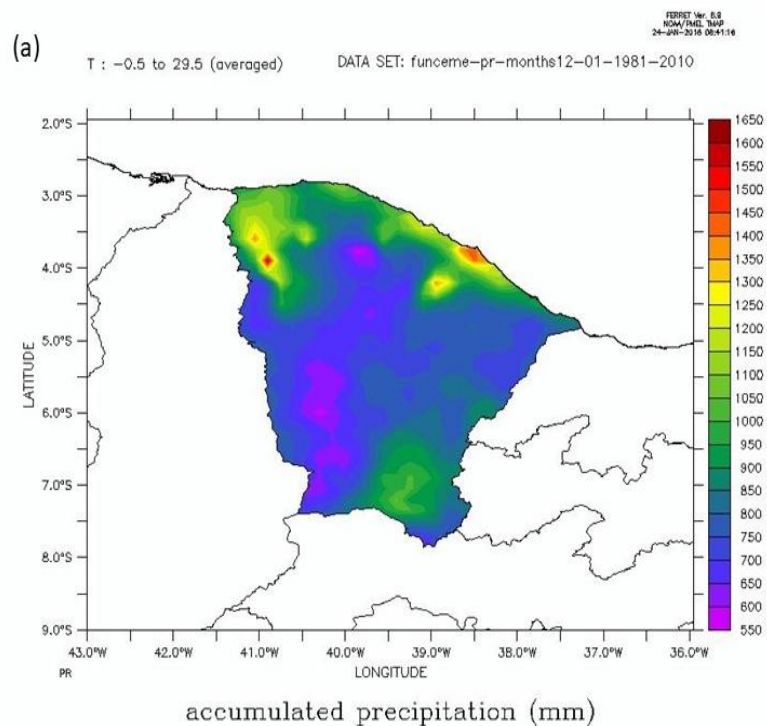 FERRET Ver. 6.9
NOAA/PMEL TMAP
24-JAN-2016 08:41:16
(a)
T : -0.5 to 29.5 (averaged)
DATA SET: funceme-pr-months12-01-1981-2010
2.0°S
3.0°S
4.0°S
5.0°S
6.0°S
7.0°S
8.0°S
9.0°S
LATITUDE
43.0°W
42.0°W
41.0°W
40.0°W
39.0°W
38.0°W
37.0°W
36.0°W
LONGITUDE
PR
1650
1600
1550
1500
1450
1400
1350
1300
1250
1200
1150
1100
1050
1000
950
900
850
800
750
700
650
600
550
accumulated precipitation (mm)